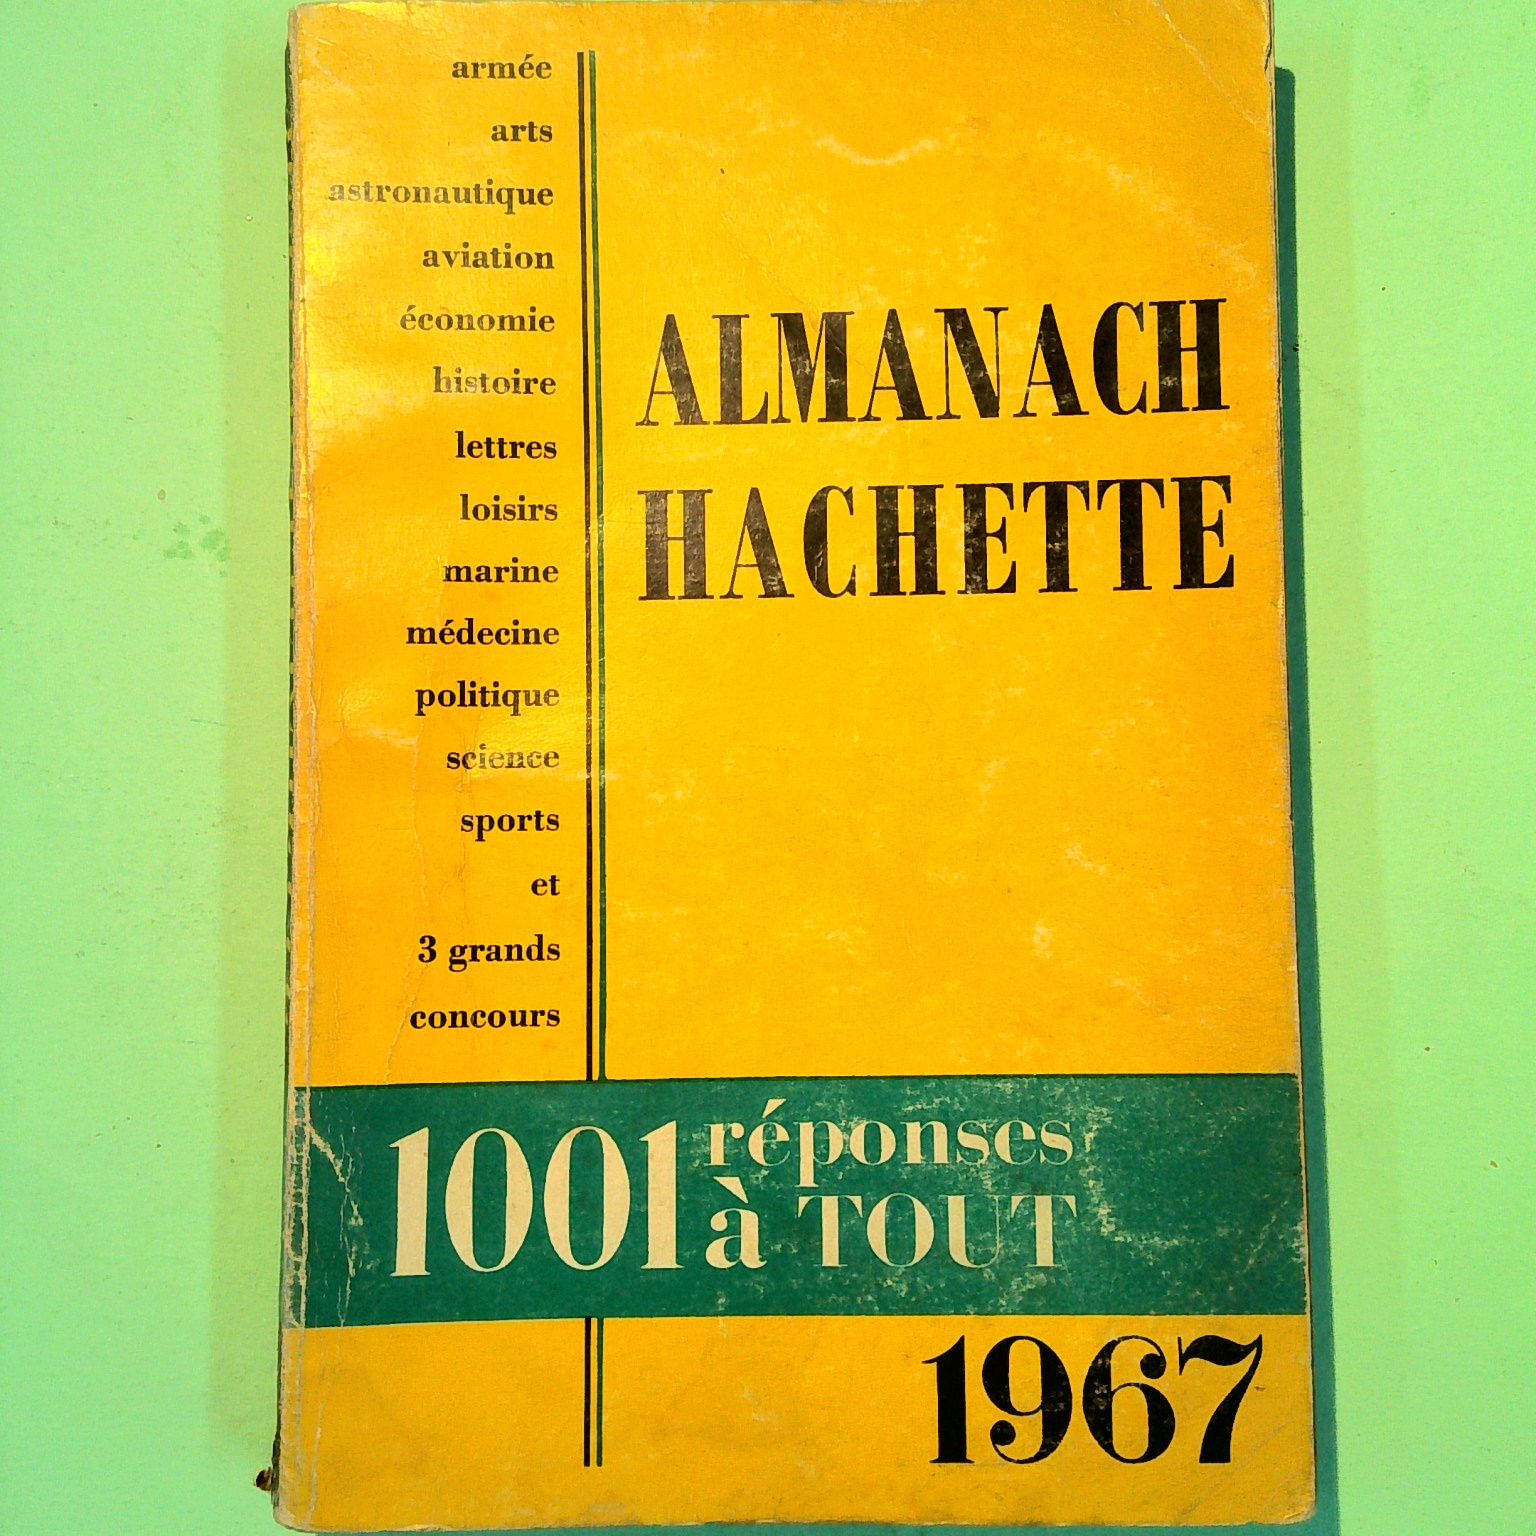 armée
arts
astronautique
aviation
économie
histoire
lettres
loisirs
marine
médecine
politique
science
sports
et
3 grands
concours
ALMANACH
HACHETTE
1001 réponses
à TOUT
1967